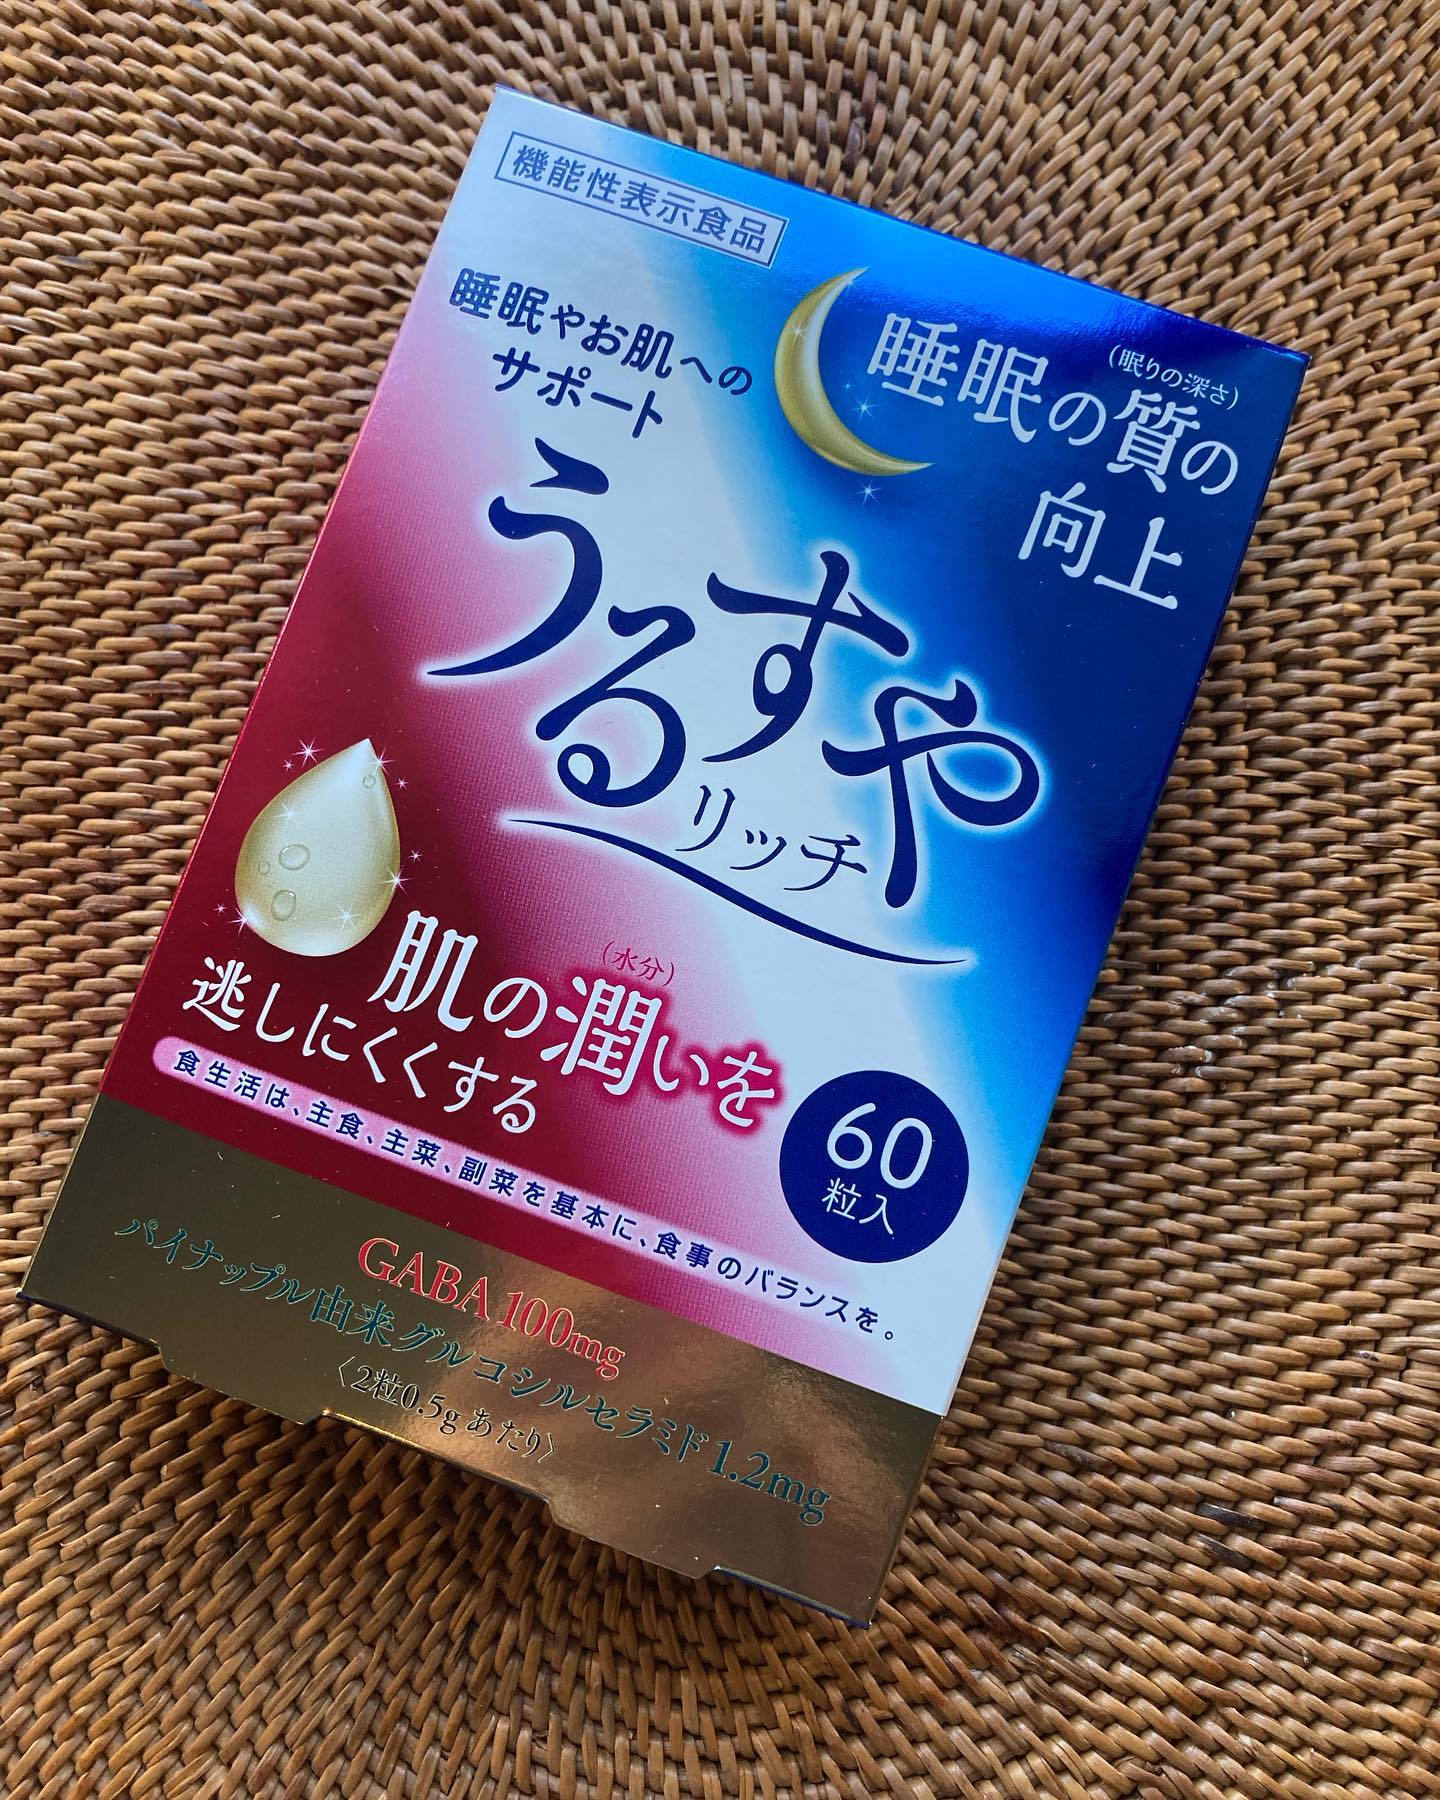 機能性表示食品
睡眠やお肌への
サポート
(眠りの深さ)
睡眠の質の
向上
うるすや
リッチ
(水分)
肌の潤いを
逃しにくくする
60
粒入
食生活は、主食、主菜、副菜を基本に、食事のバランスを。
GABA 100mg
パイナップル由来グルコシルセラミド1.2mg
〈2粒0.5gあたり〉